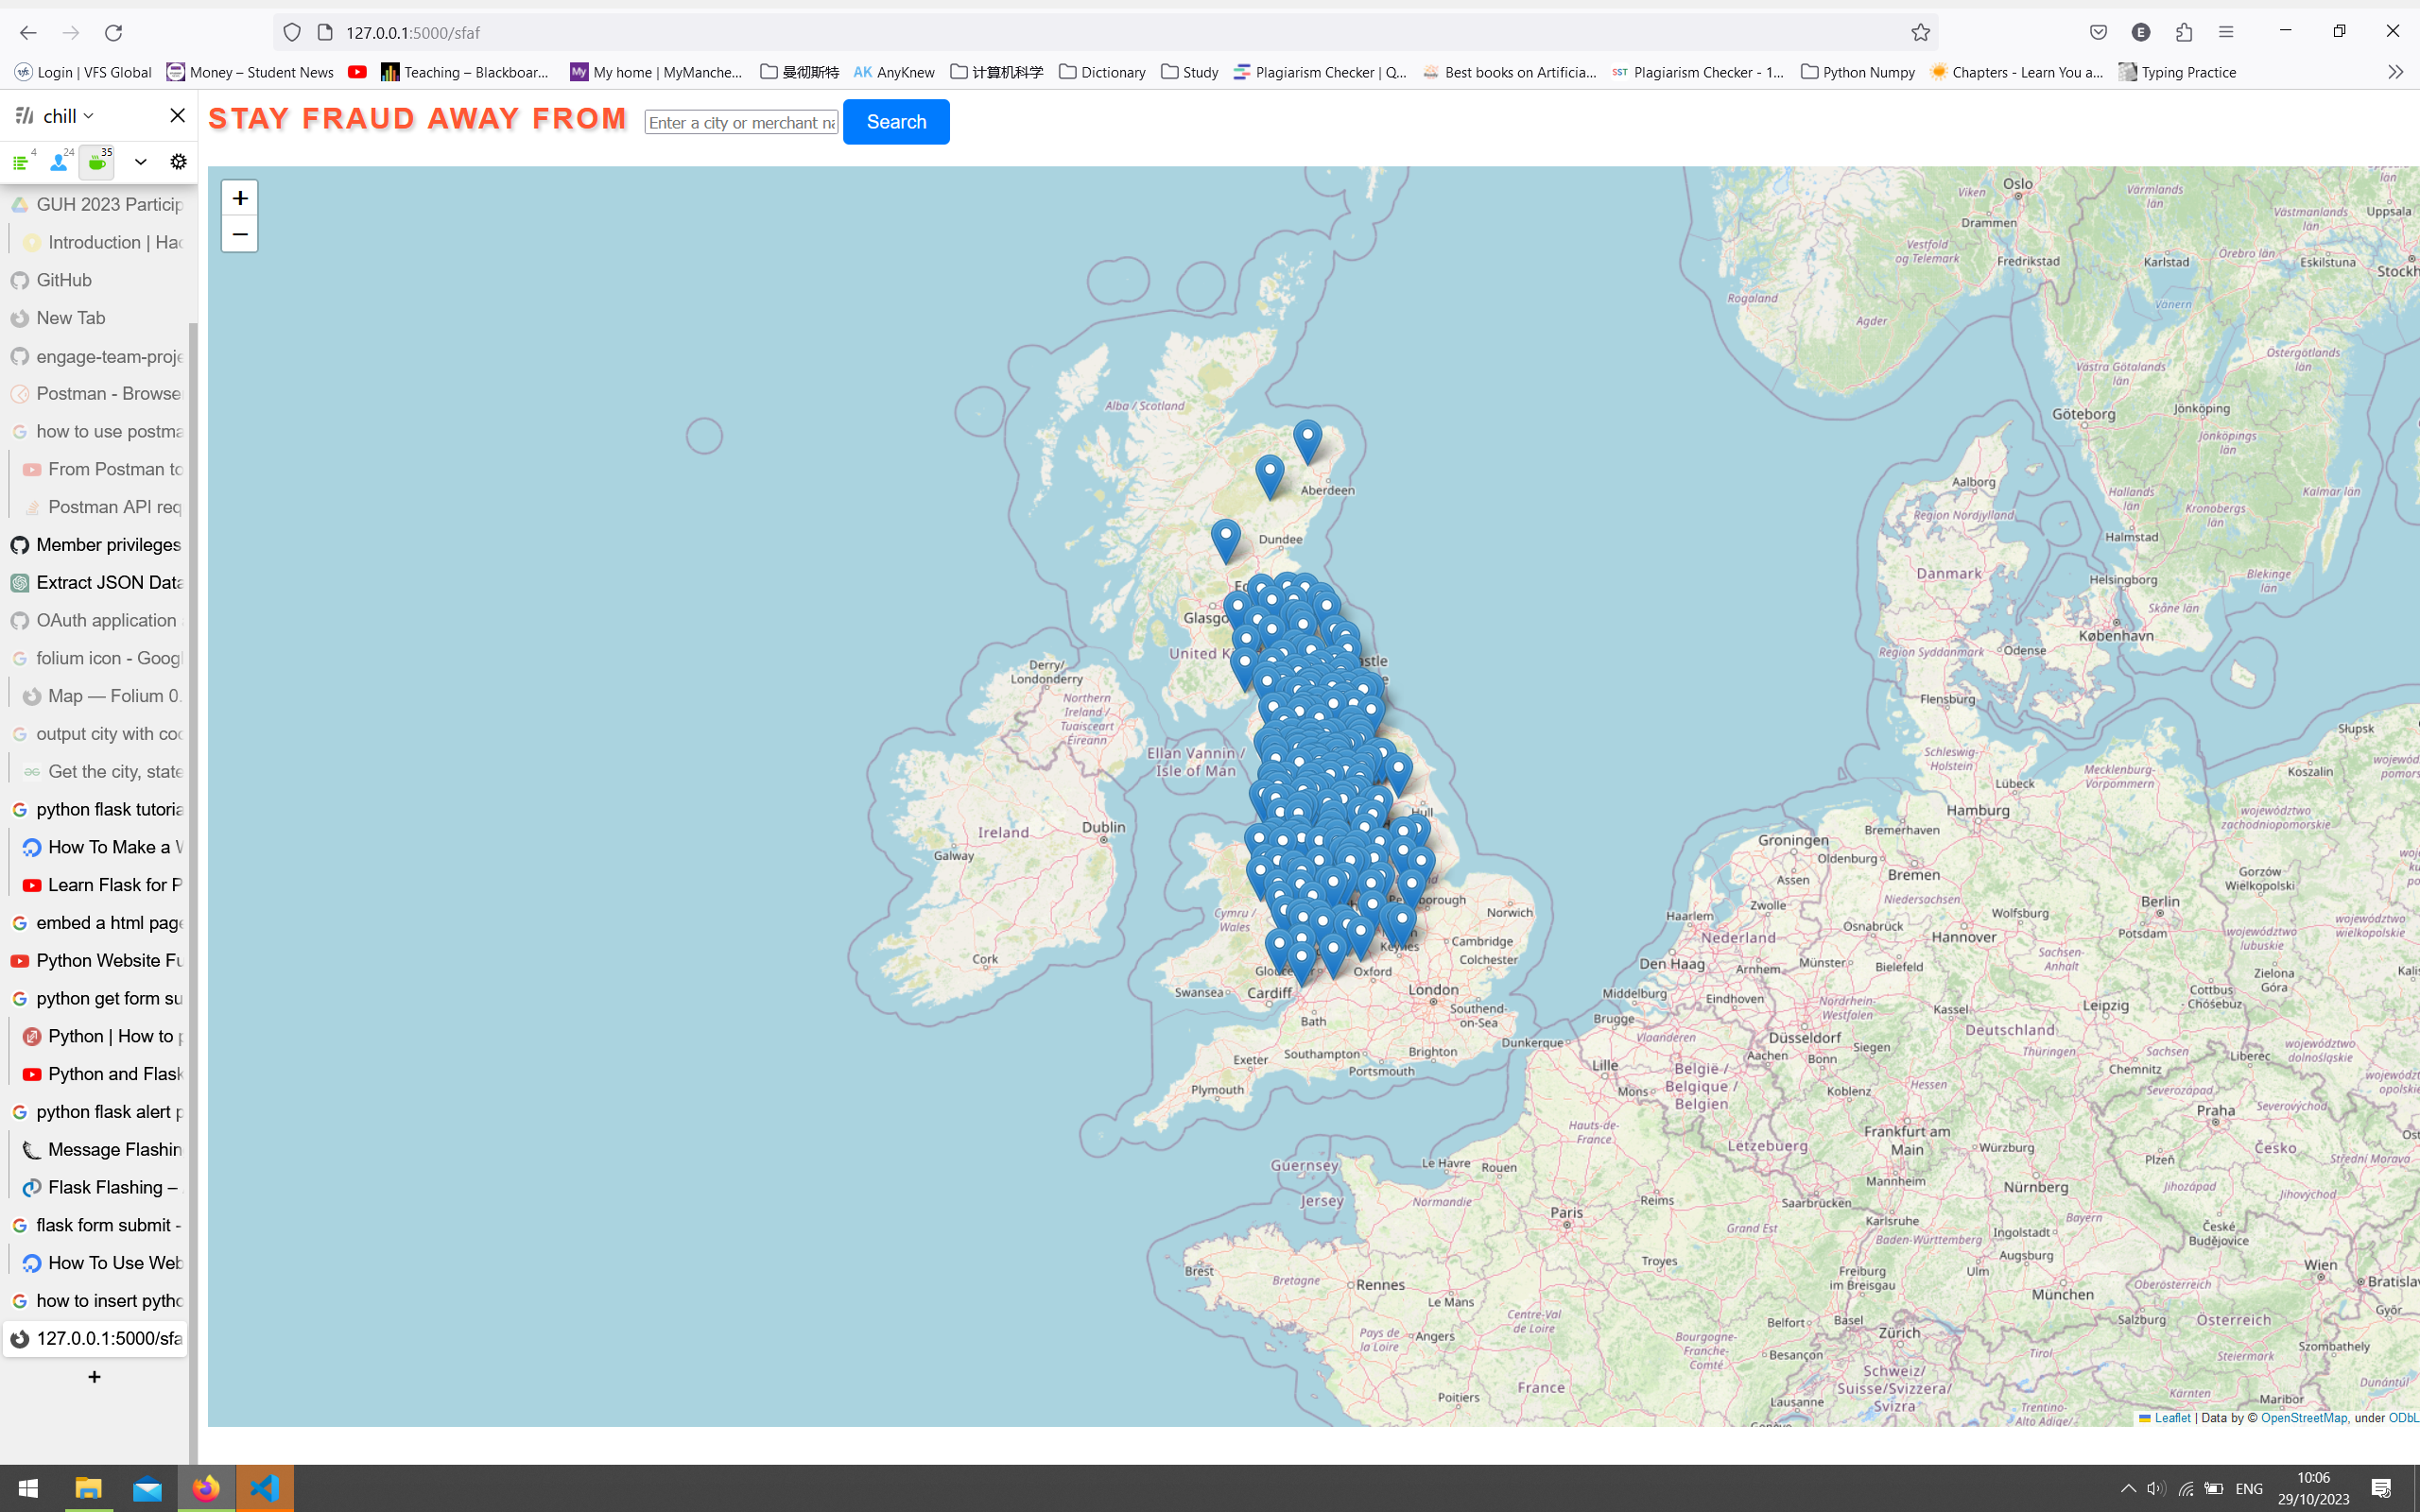 127.0.0.1:5000/sfaf
Login | VFS Global
Money – Student News
Teaching – Blackboar...
My home | MyManche...
曼彻斯特
AK AnyKnew
计算机科学
Dictionary
Study
Plagiarism Checker | Q...
Best books on Artificia...
SST Plagiarism Checker - 1...
Python Numpy
Chapters - Learn You a...
Typing Practice
chill
4 24 35
GUH 2023 Particip
Introduction | Hac
GitHub
New Tab
engage-team-proje
Postman - Browse
how to use postma
From Postman to
Postman API req
Member privileges
Extract JSON Data
OAuth application
folium icon - Googl
Map — Folium 0.
output city with coo
Get the city, state
python flask tutoria
How To Make a W
Learn Flask for P
embed a html page
Python Website Fu
python get form su
Python | How to p
Python and Flask
python flask alert p
Message Flashin
Flask Flashing –
flask form submit -
How To Use Web
how to insert pytho
127.0.0.1:5000/sfa
+
STAY FRAUD AWAY FROM
Enter a city or merchant na
Search
+
−
Oslo
Viken
Drammen
Värmlands län
Västmanlands län
Uppsala
Vestfold og Telemark
Fredrikstad
Karlstad
Örebro län
Eskilstuna
Stockh
Rogaland
Agder
Vänern
Östergötlands län
Västra Götalands län
Göteborg
Jönköping
Jönköpings län
Kalmar län
Hallands län
Kronobergs län
Halmstad
Blekinge län
Skåne län
Helsingborg
København
Aalborg
Region Nordjylland
Danmark
Region Syddanmark
Odense
Flensburg
Alba / Scotland
Aberdeen
Dundee
Glasgo
United K
Derry/ Londonderry
Northern Ireland / Tuaisceart Éireann
Ellan Vannin / Isle of Man
Ireland
Dublin
Galway
Cork
Hull
Cymru / Wales
Norwich
Cambridge
Colchester
Oxford
London
Southend-on-Sea
Swansea
Cardiff
Bath
Exeter
Southampton
Brighton
Portsmouth
Plymouth
Guernsey
Jersey
Schleswig-Holstein
Lübeck
Mecklenburg-Vorpommern
Hamburg
Słupsk
Koszalin
województwo zachodniopomorskie
Groningen
Bremerhaven
Oldenburg
Bremen
Assen
Zwolle
Haarlem
Nederland
Niedersachsen
Wolfsburg
Osnabrück
Hannover
Berlin
Potsdam
Gorzów Wielkopolski
województwo lubuskie
Den Haag
Arnhem
Münster
Bielefeld
Sachsen-Anhalt
Zielona Góra
Middelburg
Eindhoven
Nordrhein-Westfalen
Kassel
Leipzig
Cottbus - Chóśebuz
Brugge
Vlaanderen
Düsseldorf
Aachen
Bonn
Siegen
Deutschland
Thüringen
Sachsen
Chemnitz
Liberec
Dunkerque
Lille
Mons
België / Belgique / Belgien
Koblenz
Hessen
Severozápad
Praha
Severovýchod
Hauts-de-France
Lëtzebuerg
Frankfurt am Main
Würzburg
Plzeň
Česko
Střední Morava
Le Havre
Rouen
Normandie
Reims
Saarbrücken
Mannheim
Nürnberg
Jihozápad
Jihovýchod
Paris
Grand Est
Karlsruhe
Baden-Württemberg
Ingolstadt
Bayern
České Budějovice
Augsburg
Troyes
Freiburg im Breisgau
Ulm
Oberösterreich
Wien
Bratislav
München
Brest
Bretagne
Rennes
Le Mans
Centre-Val de Loire
Angers
Pays de la Loire
Bourgogne-Franche-Comté
Belfort
Basel
Zürich
Besançon
Tirol
Salzburg
Österreich
Győr
Szombathely
Steiermark
Schweiz/ Suisse/Svizzera/ Svizra
Lausanne
Poitiers
France
Trentino-Alto Adige/
Kärnten
Maribor
Dunántúl
Leaflet | Data by © OpenStreetMap, under ODbL
ENG
10:06
29/10/2023